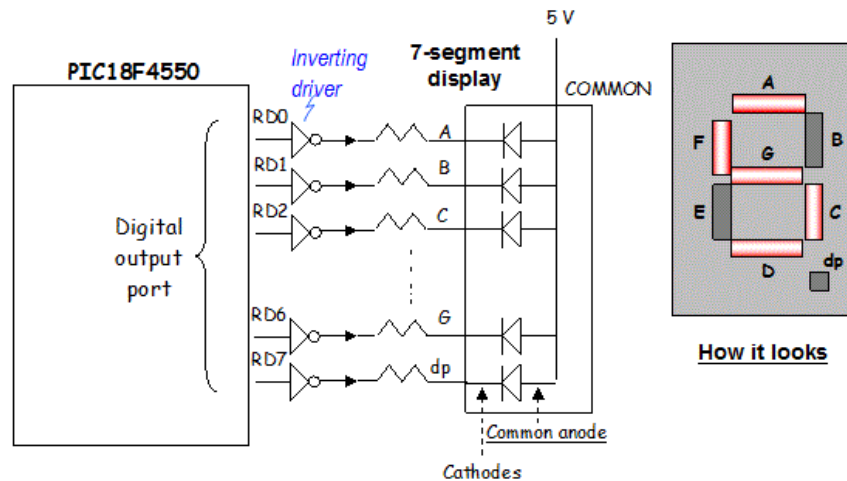 PIC18F4550
Inverting
driver
7-segment
display
5 V
COMMON
RD0
RD1
RD2
RD6
RD7
Digital
output
port
A
B
C
G
dp
Common anode
Cathodes
A
F
B
G
E
C
D
dp
How it looks